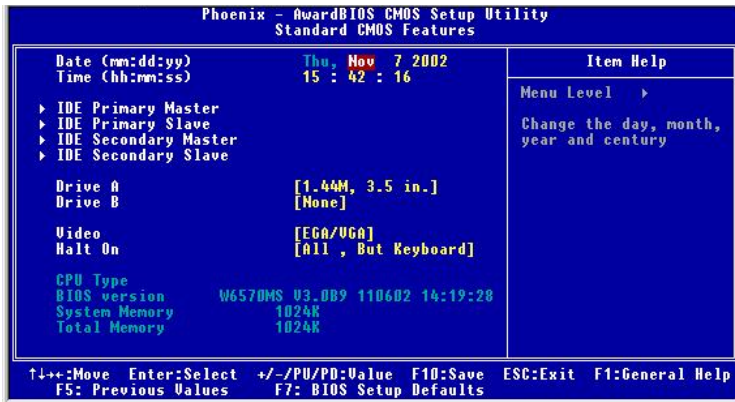 Phoenix - AwardBIOS CMOS Setup Utility
Standard CMOS Features
Date (mm:dd:yy) Thu, Nov 7 2002
Time (hh:mm:ss) 15 : 42 : 16
IDE Primary Master
IDE Primary Slave
IDE Secondary Master
IDE Secondary Slave
Drive A [1.44M, 3.5 in.]
Drive B [None]
Video [EGA/VGA]
Halt On [All , But Keyboard]
CPU Type
BIOS version W6570MS V3.0B9 110602 14:19:28
System Memory 1024K
Total Memory 1024K
Item Help
Menu Level
Change the day, month,
year and century
↑↓→←:Move Enter:Select +/-/PU/PD:Value F10:Save ESC:Exit F1:General Help
F5: Previous Values F7: BIOS Setup Defaults